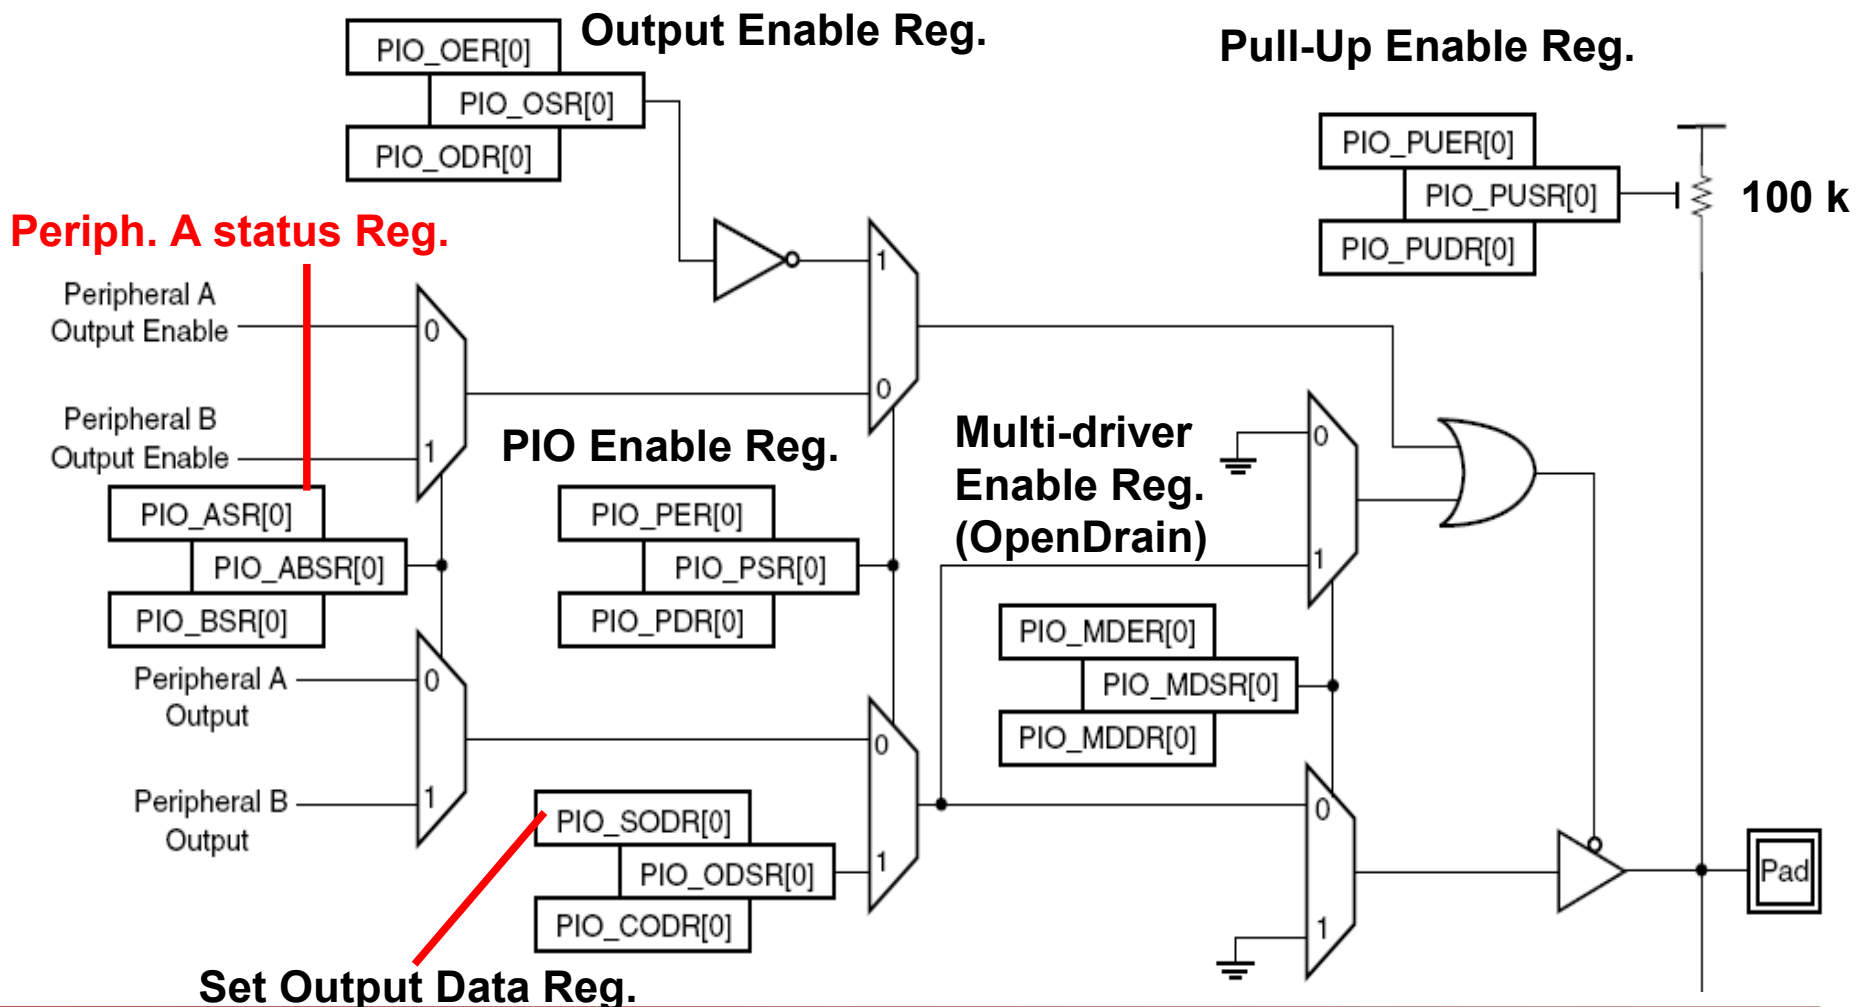 Output Enable Reg.
Pull-Up Enable Reg.
PIO_OER[0]
PIO_OSR[0]
PIO_ODR[0]
PIO_PUER[0]
PIO_PUSR[0]
PIO_PUDR[0]
100 k
Periph. A status Reg.
Peripheral A
Output Enable
0
1
Peripheral B
Output Enable
1
0
PIO Enable Reg.
Multi-driver
Enable Reg.
(OpenDrain)
0
1
PIO_ASR[0]
PIO_ABSR[0]
PIO_BSR[0]
PIO_PER[0]
PIO_PSR[0]
PIO_PDR[0]
PIO_MDER[0]
PIO_MDSR[0]
PIO_MDDR[0]
Peripheral A
Output
0
1
Peripheral B
Output
0
1
PIO_SODR[0]
PIO_ODSR[0]
PIO_CODR[0]
0
1
Pad
Set Output Data Reg.